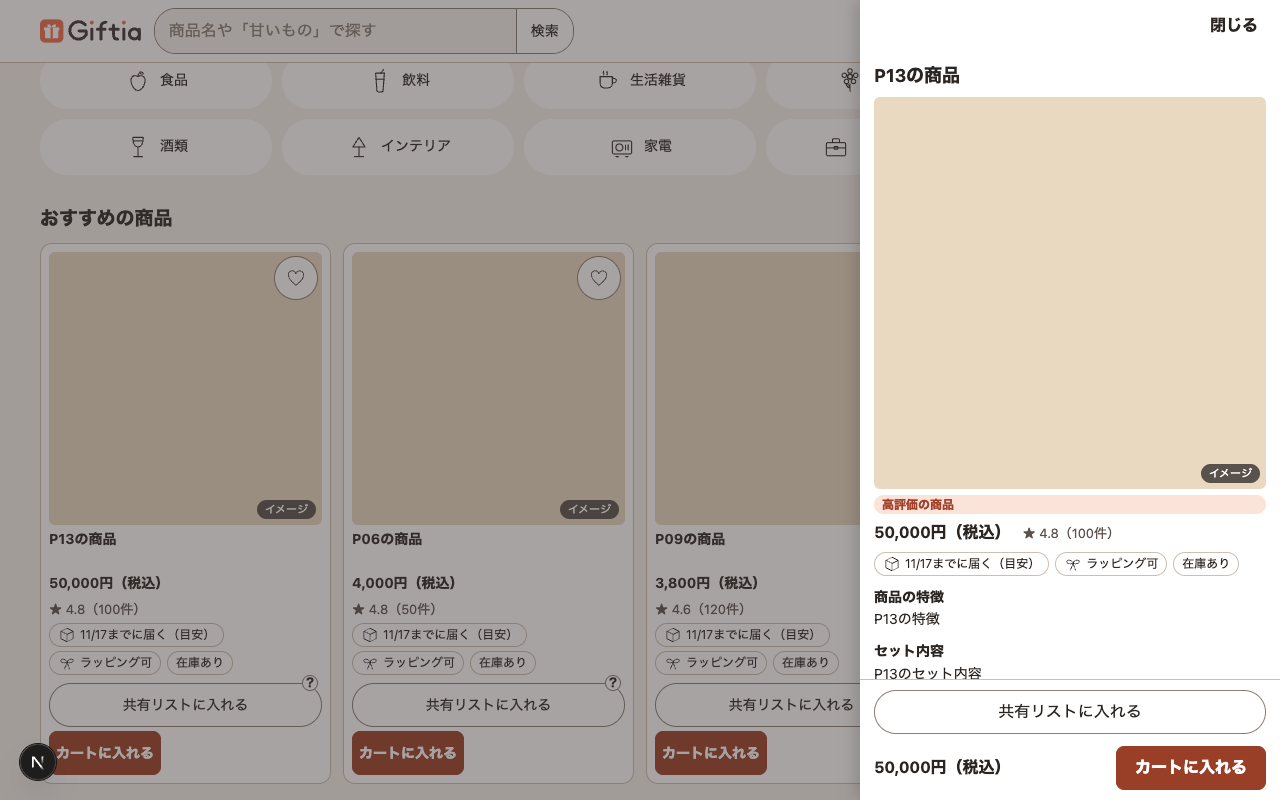 Giftia
商品名や「甘いもの」で探す
検索
食品
飲料
生活雑貨
酒類
インテリア
家電
おすすめの商品
イメージ
P13の商品
50,000円（税込）
★ 4.8（100件）
11/17までに届く（目安）
ラッピング可
在庫あり
?
共有リストに入れる
カートに入れる
イメージ
P06の商品
4,000円（税込）
★ 4.8（50件）
11/17までに届く（目安）
ラッピング可
在庫あり
?
共有リストに入れる
カートに入れる
P09の商品
3,800円（税込）
★ 4.6（120件）
11/17までに届く（目安）
ラッピング可
在庫あり
共有リストに入れる
カートに入れる
N
閉じる
P13の商品
イメージ
高評価の商品
50,000円（税込） ★ 4.8（100件）
11/17までに届く（目安） ラッピング可 在庫あり
商品の特徴
P13の特徴
セット内容
P13のセット内容
共有リストに入れる
50,000円（税込） カートに入れる